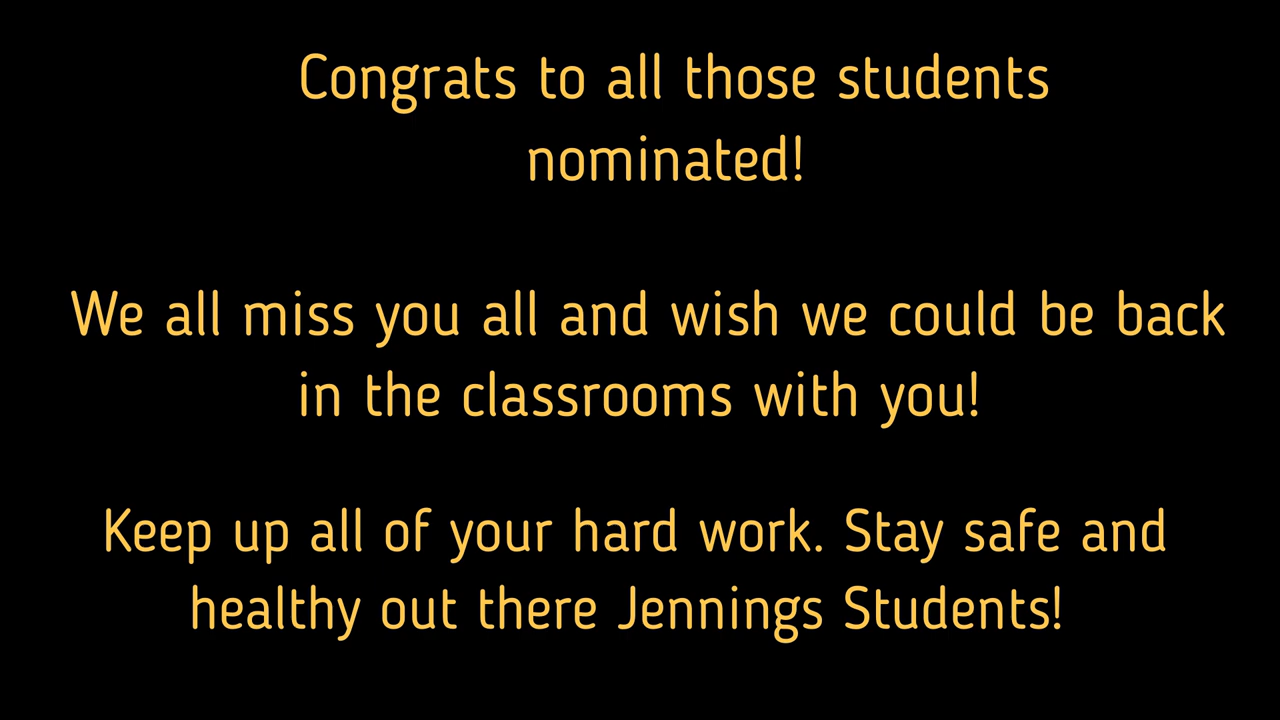 Congrats to all those students
nominated!
We all miss you all and wish we could be back
in the classrooms with you!
Keep up all of your hard work. Stay safe and
healthy out there Jennings Students!